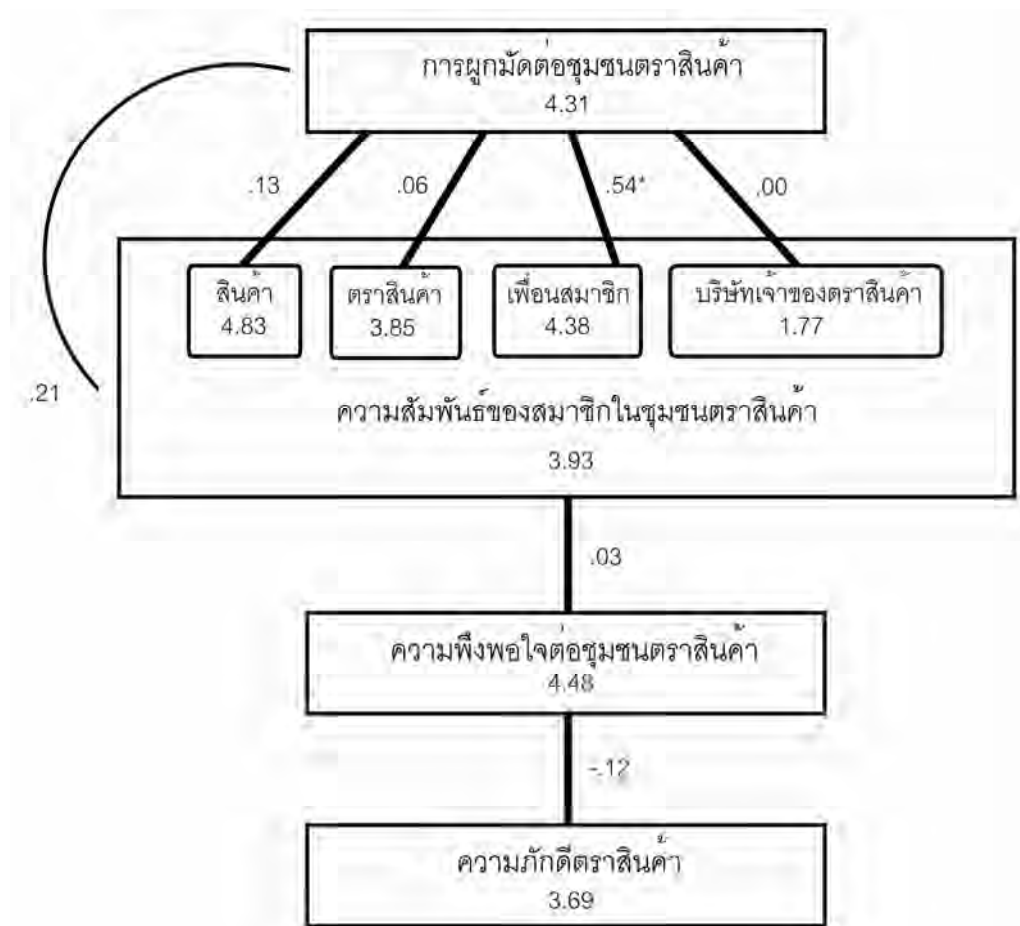 การผูกมัดต่อชุมชนตราสินค้า
4.31
.13
.06
.54*
.00
สินค้า
4.83
ตราสินค้า
3.85
เพื่อนสมาชิก
4.38
บริษัทเจ้าของตราสินค้า
1.77
.21
ความสัมพันธ์ของสมาชิกในชุมชนตราสินค้า
3.93
.03
ความพึงพอใจต่อชุมชนตราสินค้า
4.48
-.12
ความภักดีตราสินค้า
3.69